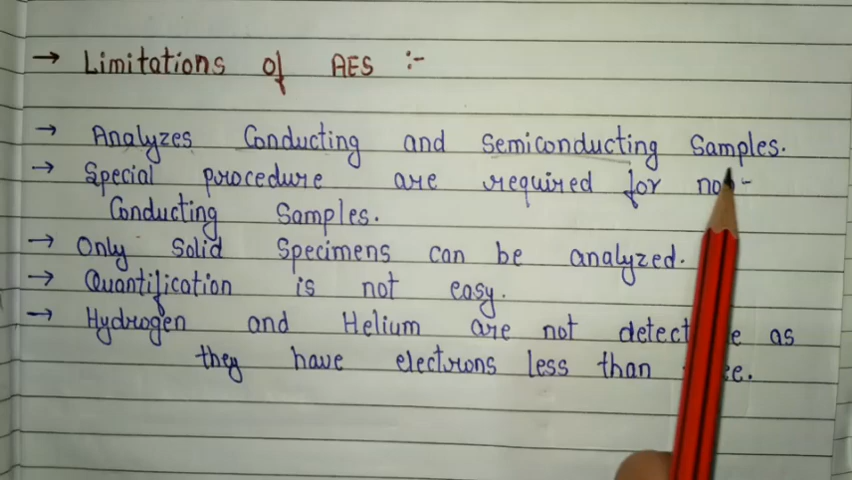 → Limitations of AES :-
→ Analyzes Conducting and Semiconducting Samples.
→ Special procedure are required for non-
Conducting Samples.
→ Only Solid Specimens can be analyzed.
→ Quantification is not easy.
→ Hydrogen and Helium are not as
they have electrons less than